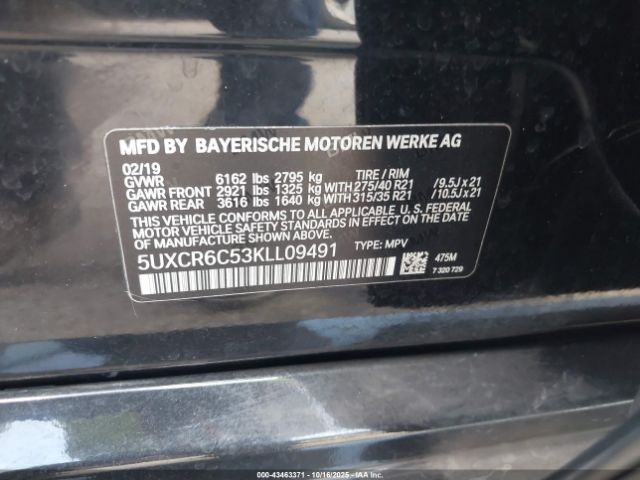 MFD BY BAYERISCHE MOTOREN WERKE AG
02/19 TIRE / RIM
GVWR 6162 lbs 2795 kg
GAWR FRONT 2921 lbs 1325 kg WITH 275/40 R21 /9.5J x 21
GAWR REAR 3616 lbs 1640 kg WITH 315/35 R21 /10.5J x 21
THIS VEHICLE CONFORMS TO ALL APPLICABLE U.S. FEDERAL
MOTOR VEHICLE SAFETY STANDARDS IN EFFECT
ON THE DATE OF MANUFACTURE SHOWN ABOVE.
5UXCR6C53KLL09491 TYPE: MPV
475M
7 320 729
000-43463371 - 10/16/2025 - IAAI.CA